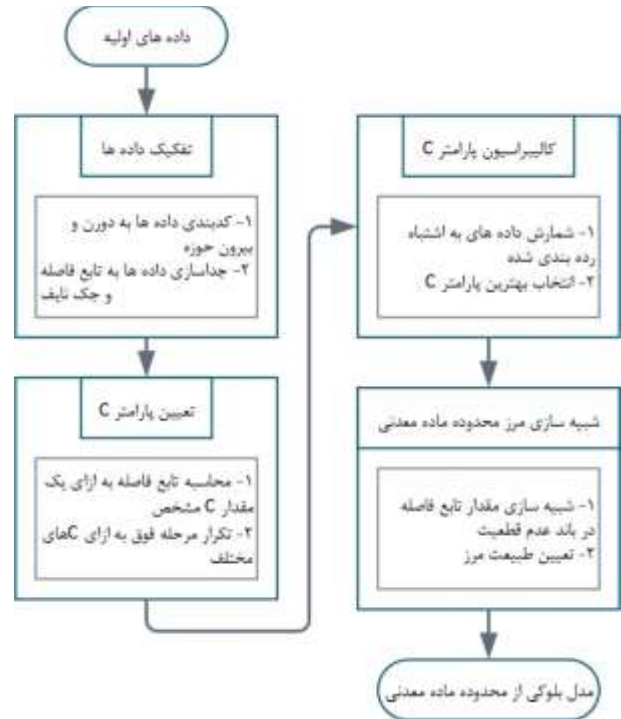 داده های اولیه
تفکیک داده ها
۱- کدبندی داده ها به دورن و
بیرون حوزه
۲- جداسازی داده ها به تابع فاصله
و جک نایف
تعیین پارامتر C
۱- محاسبه تابع فاصله به ازای یک
مقدار C مشخص
۲- تکرار مرحله فوق به ازای Cهای
مختلف
کالیبراسیون پارامتر C
۱- شمارش داده های به اشتباه
رده بندی شده
۲- انتخاب بهترین پارامتر C
شبیه سازی مرز محدوده ماده معدنی
۱- شبیه سازی مقدار تابع فاصله
در باند عدم قطعیت
۲- تعیین طبیعت مرز
مدل بلوکی از محدوده ماده معدنی